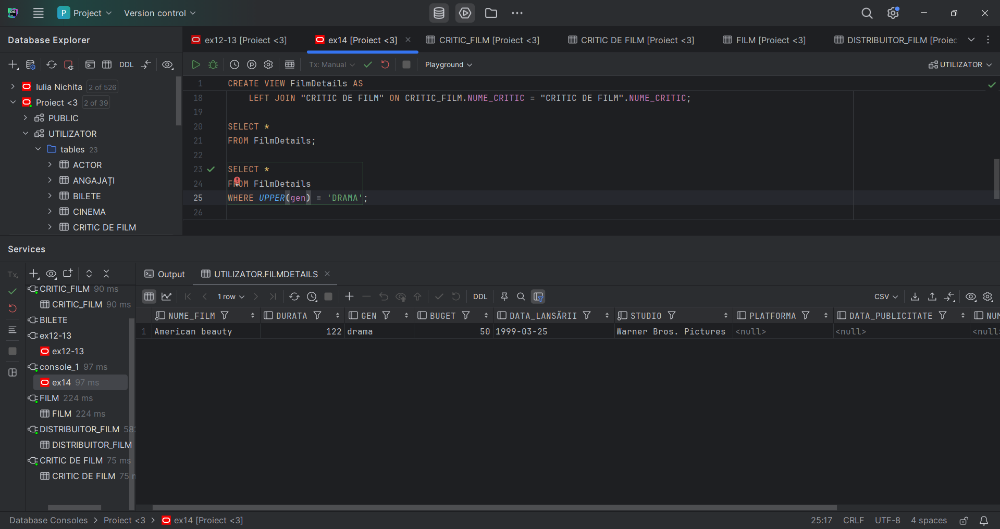 P Project Version control
Database Explorer
ex12-13 [Proiect <3] ex14 [Proiect <3] CRITIC_FILM [Proiect <3] CRITIC DE FILM [Proiect <3] FILM [Proiect <3] DISTRIBUITOR_FILM [Proiec
DDL Tx: Manual Playground UTILIZATOR
Iulia Nichita 2 of 526
Proiect <3 2 of 39
PUBLIC
UTILIZATOR
tables 23
ACTOR
ANGAJAȚI
BILETE
CINEMA
CRITIC DE FILM
1 CREATE VIEW FilmDetails AS
18 LEFT JOIN "CRITIC DE FILM" ON CRITIC_FILM.NUME_CRITIC = "CRITIC DE FILM".NUME_CRITIC;
19
20 SELECT *
21 FROM FilmDetails;
22
23 SELECT *
24 FROM FilmDetails
25 WHERE UPPER(gen) = 'DRAMA';
26
Services
Tx
CRITIC_FILM 90 ms
CRITIC_FILM 90 ms
BILETE
ex12-13
ex12-13
console_1 97 ms
ex14 97 ms
FILM 224 ms
FILM 224 ms
DISTRIBUITOR_FILM 58
DISTRIBUITOR_FILM
CRITIC DE FILM 75 ms
CRITIC DE FILM 75
Output UTILIZATOR.FILMDETAILS
1 row DDL CSV
NUME_FILM DURATA GEN BUGET DATA_LANSĂRII STUDIO PLATFORMA DATA_PUBLICITATE NUM
1 American beauty 122 drama 50 1999-03-25 Warner Bros. Pictures <null> <null> <null
Database Consoles > Proiect <3 > ex14 [Proiect <3]
25:17 CRLF UTF-8 4 spaces